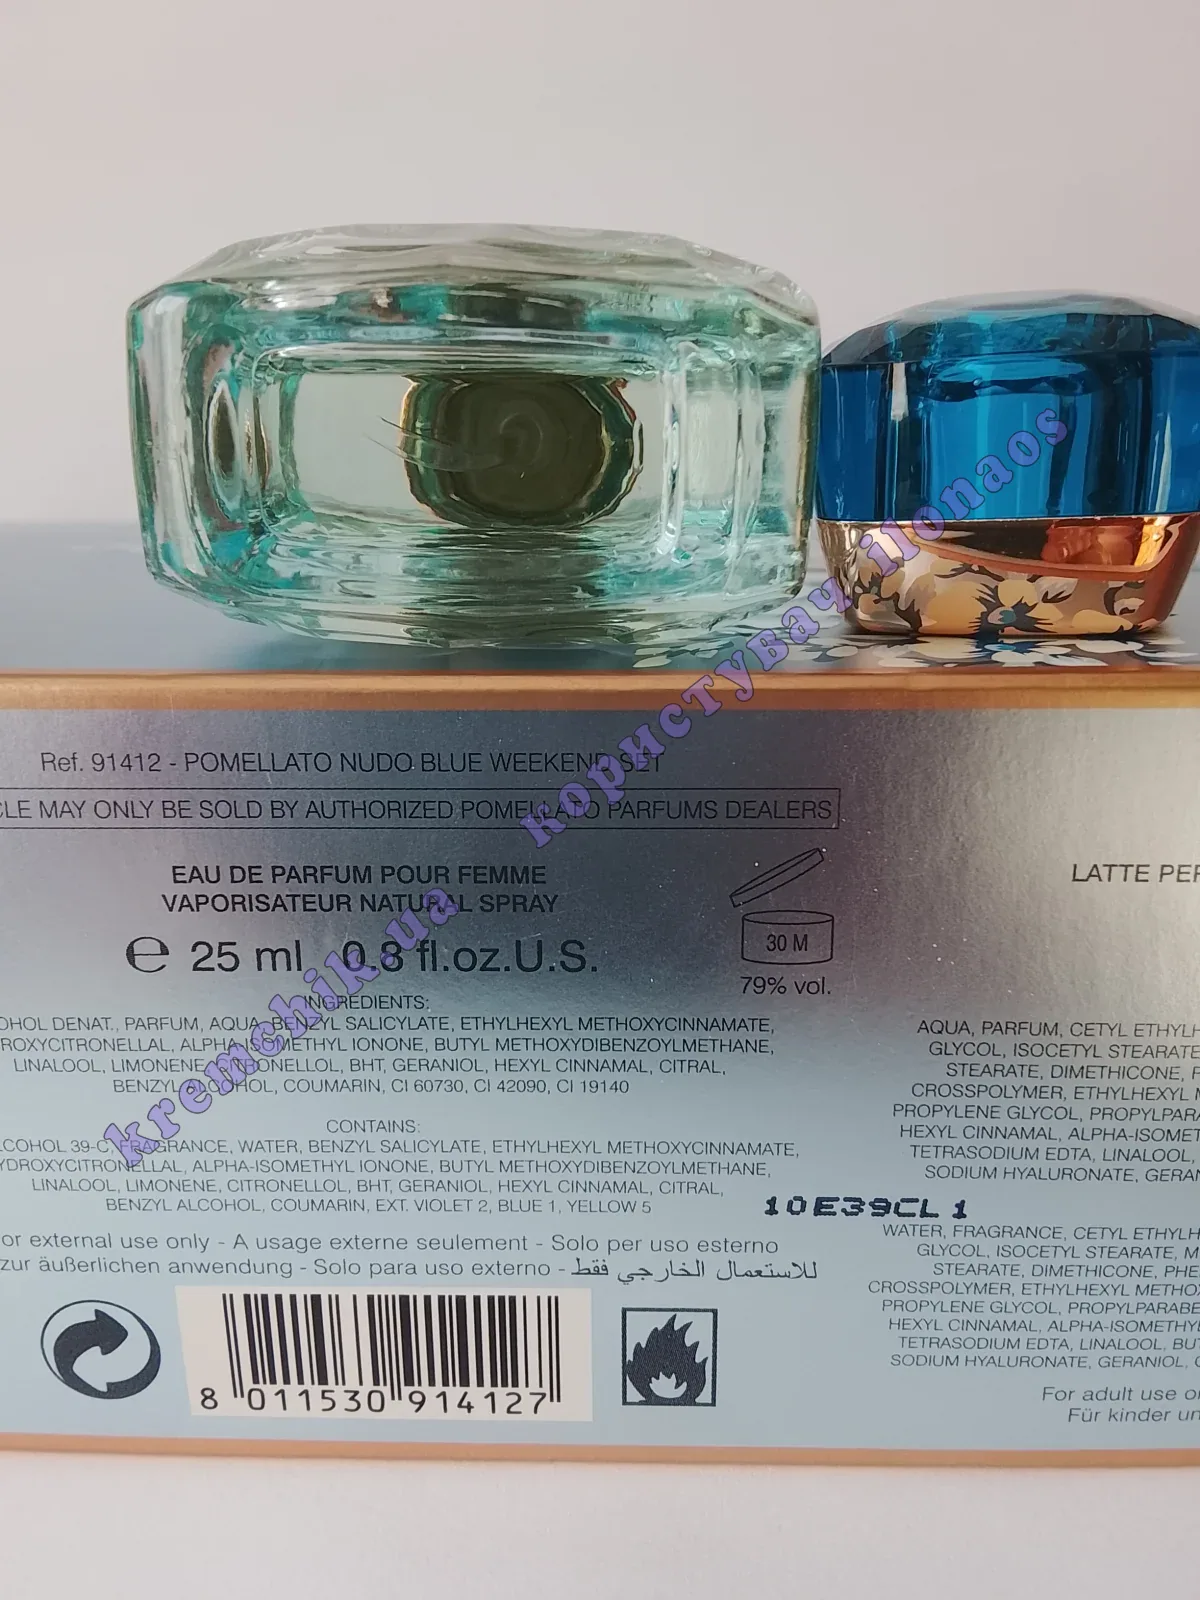 Ref. 91412 - POMELLATO NUDO BLUE WEEKEND SET
CLE MAY ONLY BE SOLD BY AUTHORIZED POMELLATO PARFUMS DEALERS
EAU DE PARFUM POUR FEMME
VAPORISATEUR NATURAL SPRAY
℮ 25 ml 0.8 fl.oz.U.S.
30 M
79% vol.
INGREDIENTS:
OHOL DENAT., PARFUM, AQUA, BENZYL SALICYLATE, ETHYLHEXYL METHOXYCINNAMATE,
ROXYCITRONELLAL, ALPHA-ISOMETHYL IONONE, BUTYL METHOXYDIBENZOYLMETHANE,
LINALOOL, LIMONENE, CITRONELLOL, BHT, GERANIOL, HEXYL CINNAMAL, CITRAL,
BENZYL ALCOHOL, COUMARIN, CI 60730, CI 42090, CI 19140
CONTAINS:
LCOHOL 39-C, FRAGRANCE, WATER, BENZYL SALICYLATE, ETHYLHEXYL METHOXYCINNAMATE,
YDROXYCITRONELLAL, ALPHA-ISOMETHYL IONONE, BUTYL METHOXYDIBENZOYLMETHANE,
LINALOOL, LIMONENE, CITRONELLOL, BHT, GERANIOL, HEXYL CINNAMAL, CITRAL,
BENZYL ALCOHOL, COUMARIN, EXT. VIOLET 2, BLUE 1, YELLOW 5
or external use only - A usage externe seulement - Solo per uso esterno
zur äußerlichen anwendung - Solo para uso externo - للاستعمال الخارجي فقط
8 011530 914127
LATTE PER
AQUA, PARFUM, CETYL ETHYLH
GLYCOL, ISOCETYL STEARATE
STEARATE, DIMETHICONE, P
CROSSPOLYMER, ETHYLHEXYL M
PROPYLENE GLYCOL, PROPYLPARA
HEXYL CINNAMAL, ALPHA-ISOMET
TETRASODIUM EDTA, LINALOOL,
SODIUM HYALURONATE, GERAN
10E39CL 1
WATER, FRAGRANCE, CETYL ETHYLH
GLYCOL, ISOCETYL STEARATE, M
STEARATE, DIMETHICONE, PHE
CROSSPOLYMER, ETHYLHEXYL METHO
PROPYLENE GLYCOL, PROPYLPARABE
HEXYL CINNAMAL, ALPHA-ISOMETHY
TETRASODIUM EDTA, LINALOOL, BU
SODIUM HYALURONATE, GERANIOL, C
For adult use o
Für kinder un
kremchik.ua користувач ilonaos